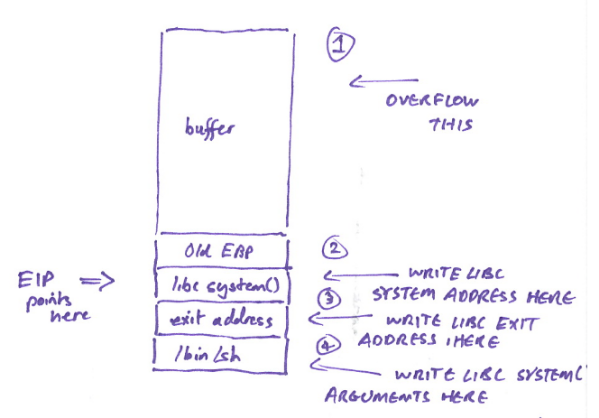 ①
OVERFLOW
THIS
buffer
Old EBP
②
EIP
points
here
libc system()
WRITE LIBC
SYSTEM ADDRESS HERE
③
exit address
WRITE LIBC EXIT
ADDRESS HERE
④
/bin/sh
WRITE LIBC SYSTEM(
ARGUMENTS HERE